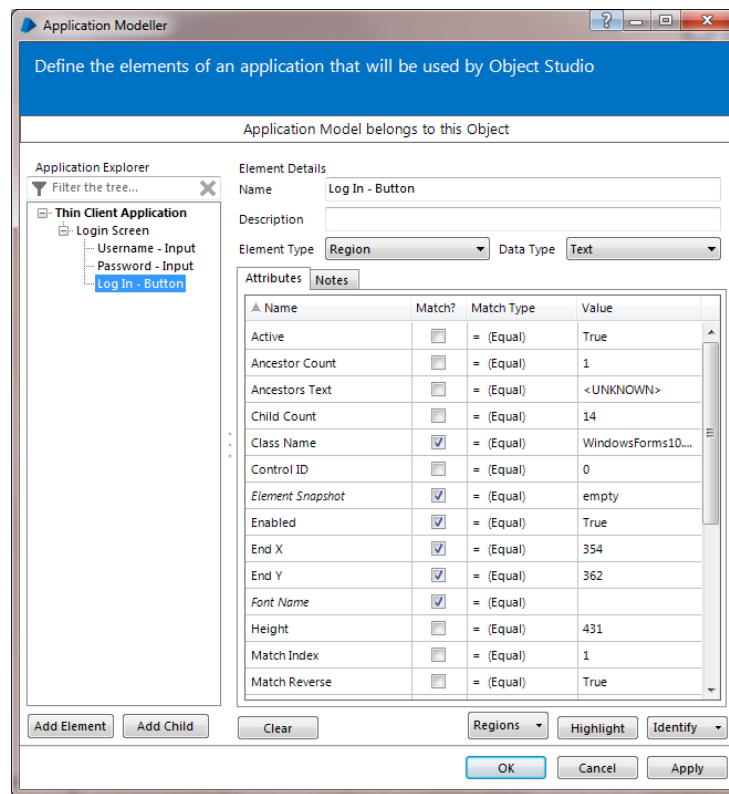 Application Modeller
?
Define the elements of an application that will be used by Object Studio
Application Model belongs to this Object
Application Explorer
Filter the tree...
Thin Client Application
Login Screen
Username - Input
Password - Input
Log In - Button
Element Details
Name Log In - Button
Description
Element Type Region Data Type Text
Attributes Notes
Name Match? Match Type Value
Active = (Equal) True
Ancestor Count = (Equal) 1
Ancestors Text = (Equal) <UNKNOWN>
Child Count = (Equal) 14
Class Name = (Equal) WindowsForms10....
Control ID = (Equal) 0
Element Snapshot = (Equal) empty
Enabled = (Equal) True
End X = (Equal) 354
End Y = (Equal) 362
Font Name = (Equal)
Height = (Equal) 431
Match Index = (Equal) 1
Match Reverse = (Equal) True
Add Element Add Child Clear Regions Highlight Identify
OK Cancel Apply